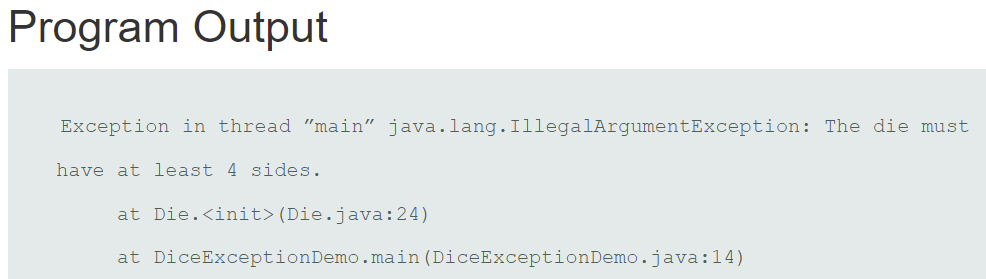 Program Output
Exception in thread ”main” java.lang.IllegalArgumentException: The die must
have at least 4 sides.
at Die.<init>(Die.java:24)
at DiceExceptionDemo.main(DiceExceptionDemo.java:14)